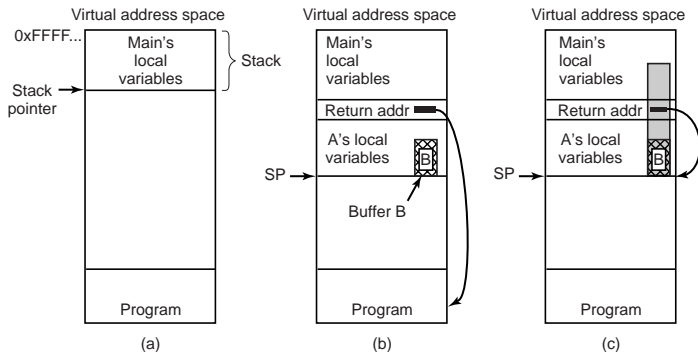 Virtual address space
0xFFFF...
Main's
local
variables
Stack
Stack
pointer
Program
(a)
Virtual address space
Main's
local
variables
Return addr
A's local
variables
B
SP
Buffer B
Program
(b)
Virtual address space
Main's
local
variables
Return addr
A's local
variables
B
SP
Program
(c)